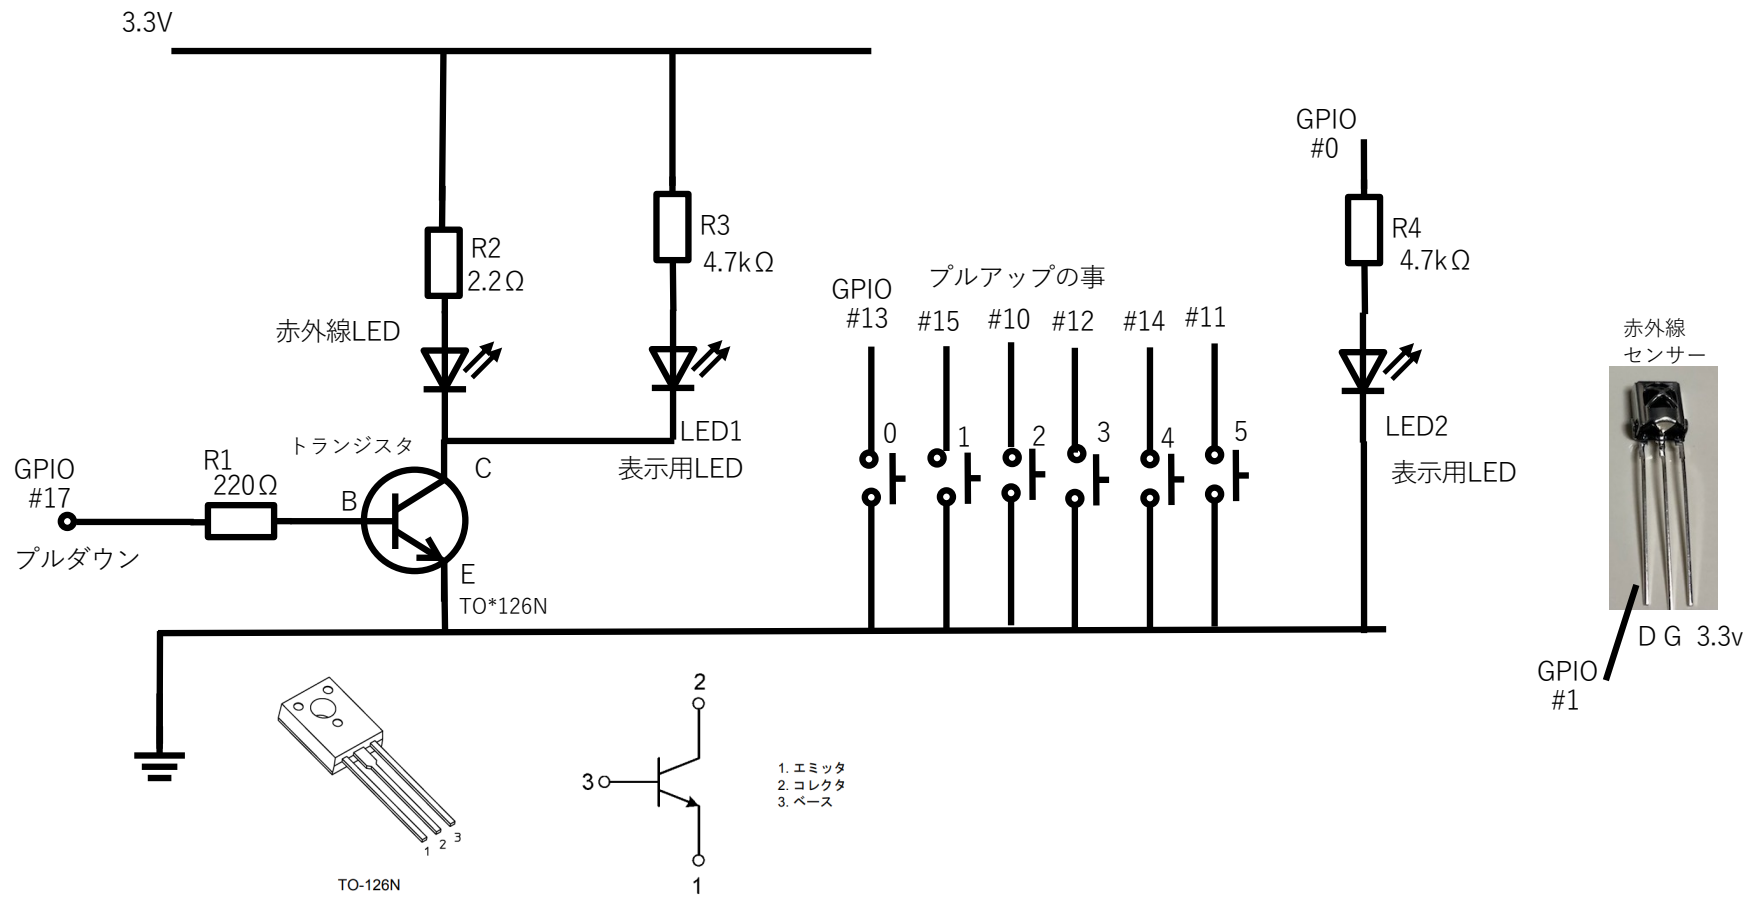 3.3V
GPIO
#0
R3
4.7kΩ
R4
4.7kΩ
R2
2.2Ω
プルアップの事
GPIO
#13
#15
#10
#12
#14
#11
赤外線LED
赤外線
センサー
0
1
2
3
4
5
LED1
表示用LED
LED2
表示用LED
トランジスタ
C
B
E
TO*126N
R1
220Ω
GPIO
#17
プルダウン
D G 3.3v
GPIO
#1
1
2
3
TO-126N
2
3
1
1. エミッタ
2. コレクタ
3. ベース